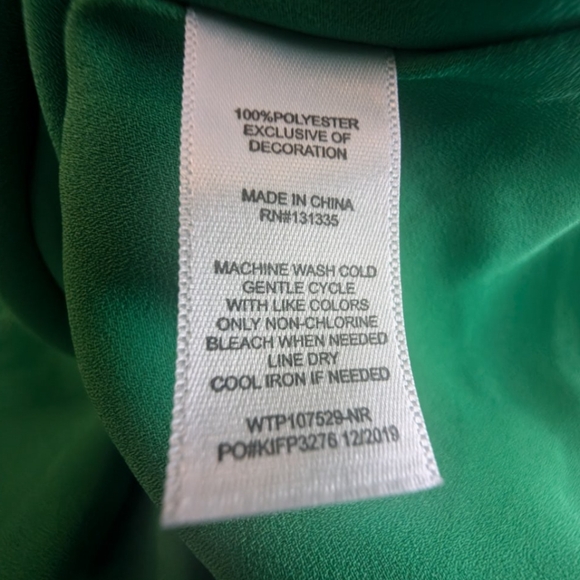 100%POLYESTER
EXCLUSIVE OF
DECORATION
MADE IN CHINA
RN#131335
MACHINE WASH COLD
GENTLE CYCLE
WITH LIKE COLORS
ONLY NON-CHLORINE
BLEACH WHEN NEEDED
LINE DRY
COOL IRON IF NEEDED
WTP107529-NR
PO#KIFP3276 12/2019